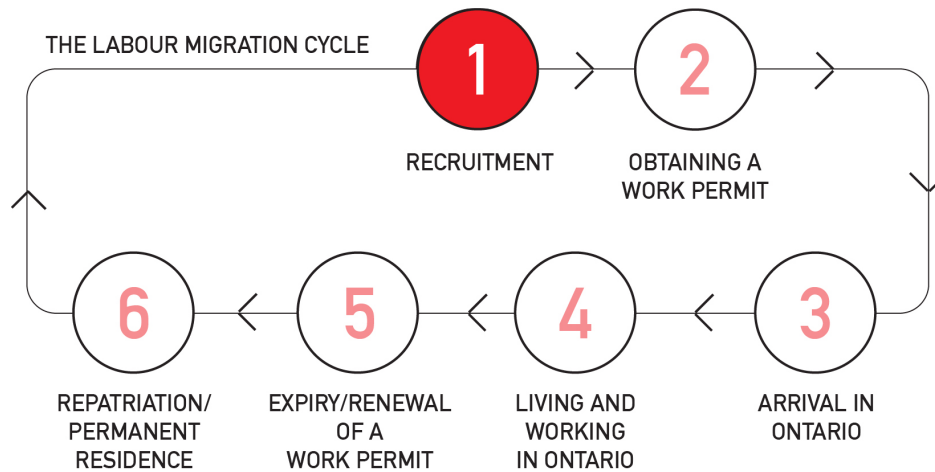 THE LABOUR MIGRATION CYCLE
1
RECRUITMENT
2
OBTAINING A
WORK PERMIT
3
ARRIVAL IN
ONTARIO
4
LIVING AND
WORKING
IN ONTARIO
5
EXPIRY/RENEWAL
OF A
WORK PERMIT
6
REPATRIATION/
PERMANENT
RESIDENCE